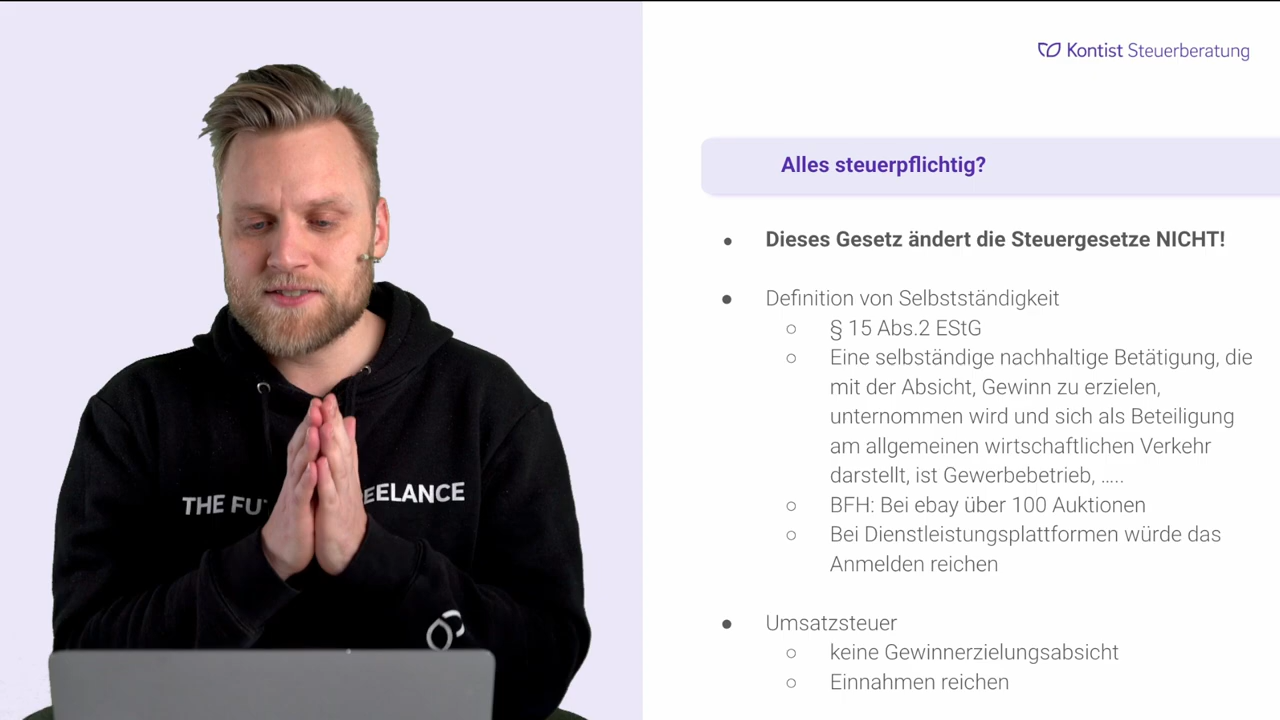 Kontist Steuerberatung
Alles steuerpflichtig?
Dieses Gesetz ändert die Steuergesetze NICHT!
Definition von Selbstständigkeit
§ 15 Abs.2 EStG
Eine selbständige nachhaltige Betätigung, die
mit der Absicht, Gewinn zu erzielen,
unternommen wird und sich als Beteiligung
am allgemeinen wirtschaftlichen Verkehr
darstellt, ist Gewerbebetrieb, …..
BFH: Bei ebay über 100 Auktionen
Bei Dienstleistungsplattformen würde das
Anmelden reichen
Umsatzsteuer
keine Gewinnerzielungsabsicht
Einnahmen reichen
THE FU
EELANCE